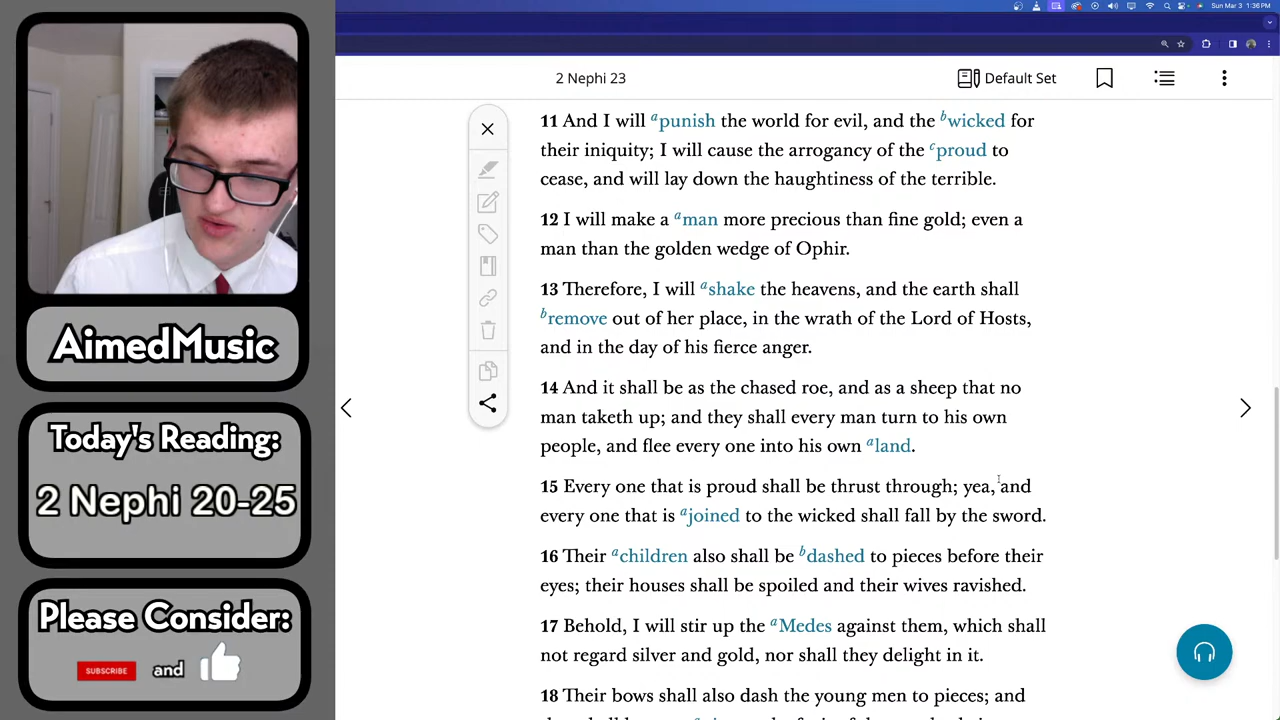 Sun Mar 3 1:36 PM
2 Nephi 23
Default Set
11 And I will a punish the world for evil, and the b wicked for
their iniquity; I will cause the arrogancy of the c proud to
cease, and will lay down the haughtiness of the terrible.
12 I will make a a man more precious than fine gold; even a
man than the golden wedge of Ophir.
13 Therefore, I will a shake the heavens, and the earth shall
b remove out of her place, in the wrath of the Lord of Hosts,
and in the day of his fierce anger.
14 And it shall be as the chased roe, and as a sheep that no
man taketh up; and they shall every man turn to his own
people, and flee every one into his own a land.
15 Every one that is proud shall be thrust through; yea, and
every one that is a joined to the wicked shall fall by the sword.
16 Their a children also shall be b dashed to pieces before their
eyes; their houses shall be spoiled and their wives ravished.
17 Behold, I will stir up the a Medes against them, which shall
not regard silver and gold, nor shall they delight in it.
18 Their bows shall also dash the young men to pieces; and
AimedMusic
Today's Reading:
2 Nephi 20-25
Please Consider:
SUBSCRIBE and